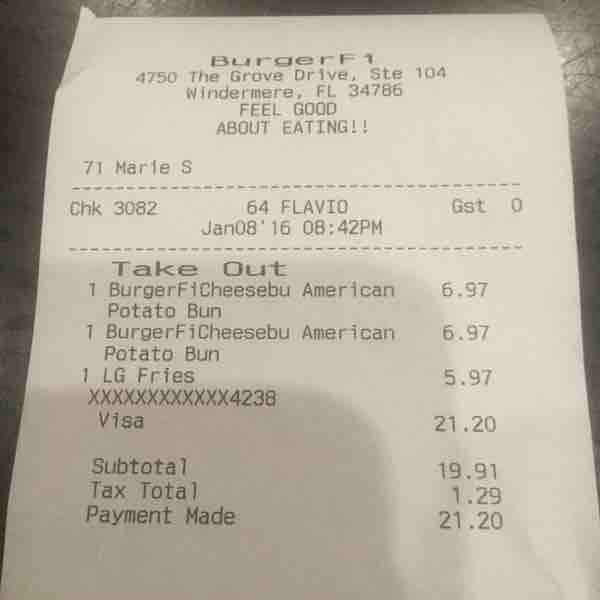 BurgerFi
4750 The Grove Drive, Ste 104
Windermere, FL 34786
FEEL GOOD
ABOUT EATING!!
71 Marie S
Chk 3082 64 FLAVIO Gst 0
Jan08'16 08:42PM
Take Out
1 BurgerFiCheesebu American 6.97
Potato Bun
1 BurgerFiCheesebu American 6.97
Potato Bun
1 LG Fries 5.97
XXXXXXXXXXXX4238
Visa 21.20
Subtotal 19.91
Tax Total 1.29
Payment Made 21.20